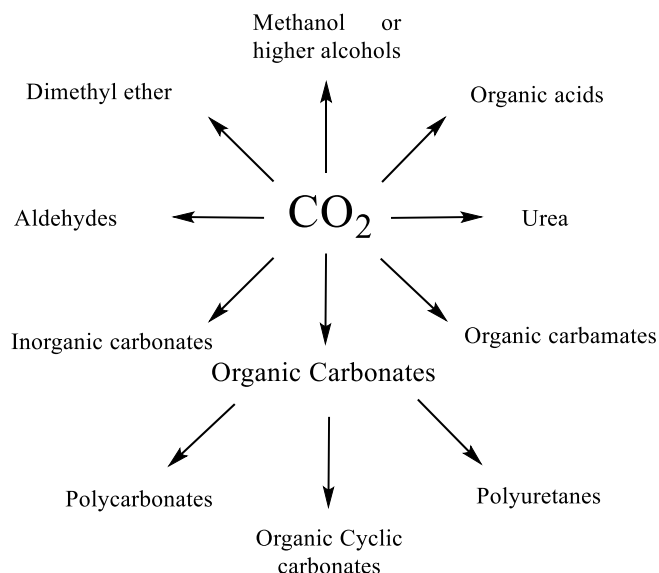 Methanol or
higher alcohols
Dimethyl ether
Organic acids
Aldehydes
CO2
Urea
Inorganic carbonates
Organic carbamates
Organic Carbonates
Polycarbonates
Polyuretanes
Organic Cyclic
carbonates